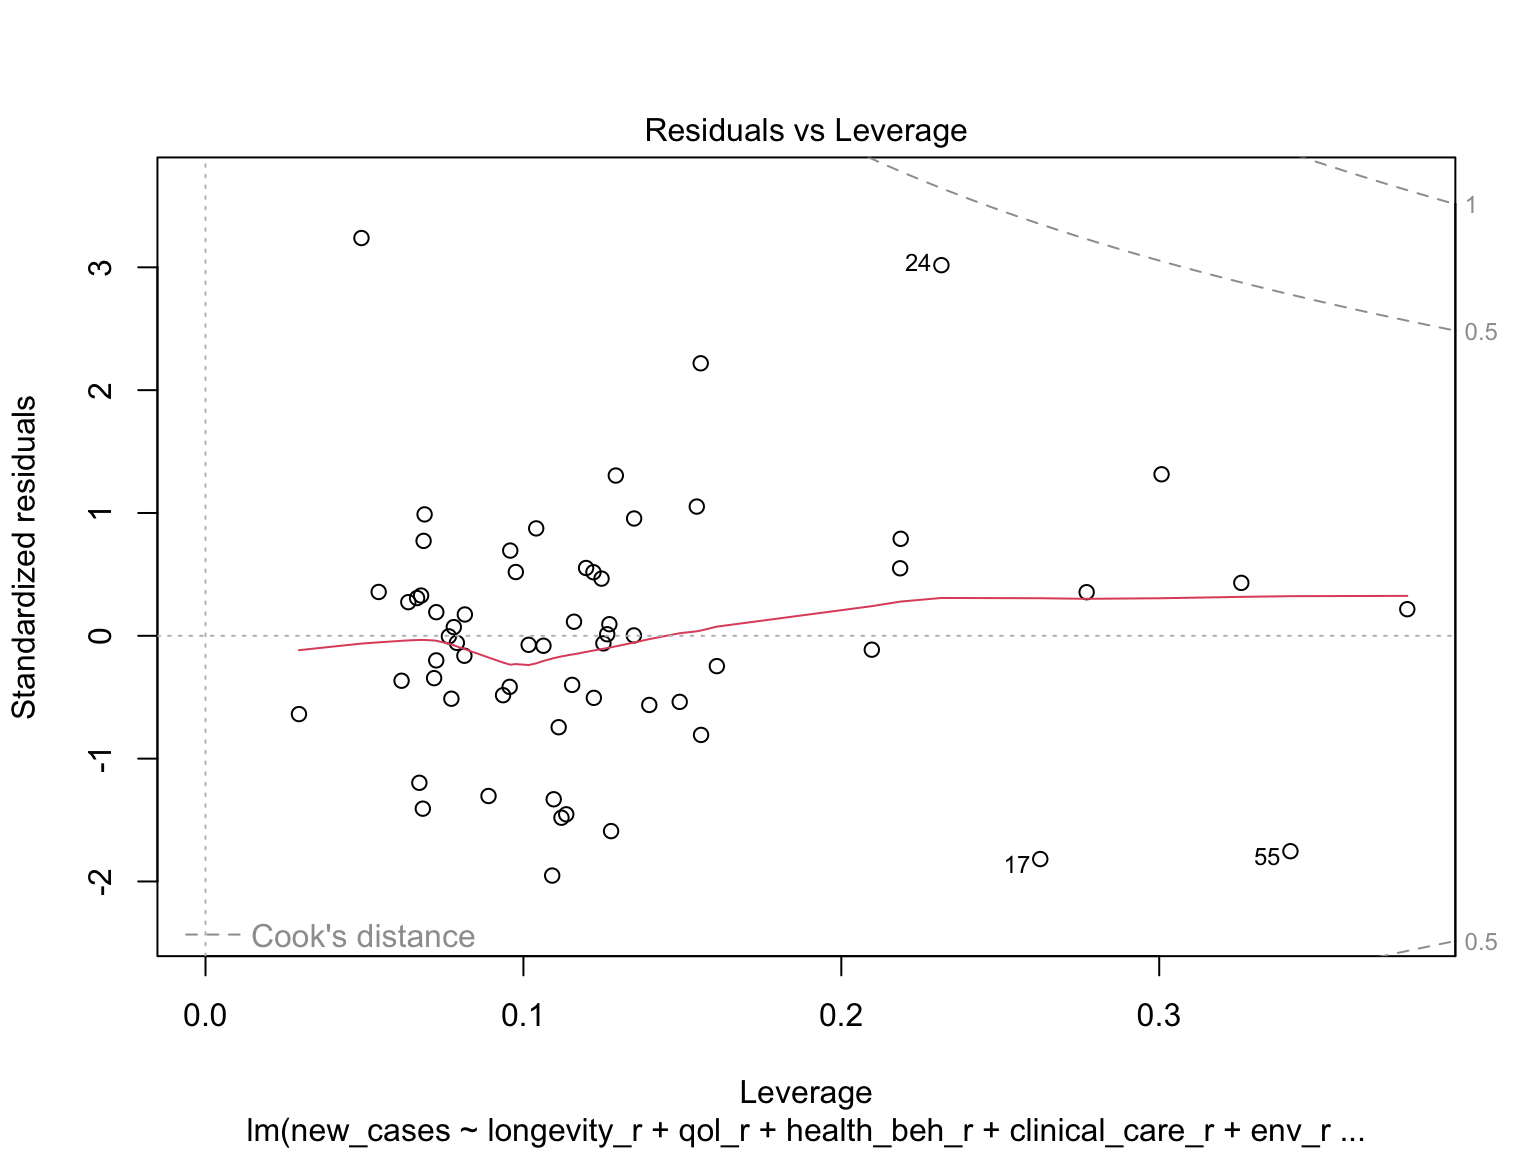 Residuals vs Leverage
Standardized residuals
3
2
1
0
-1
-2
24
17
55
1
0.5
0.5
Cook's distance
0.0 0.1 0.2 0.3
Leverage
lm(new_cases ~ longevity_r + qol_r + health_beh_r + clinical_care_r + env_r ...